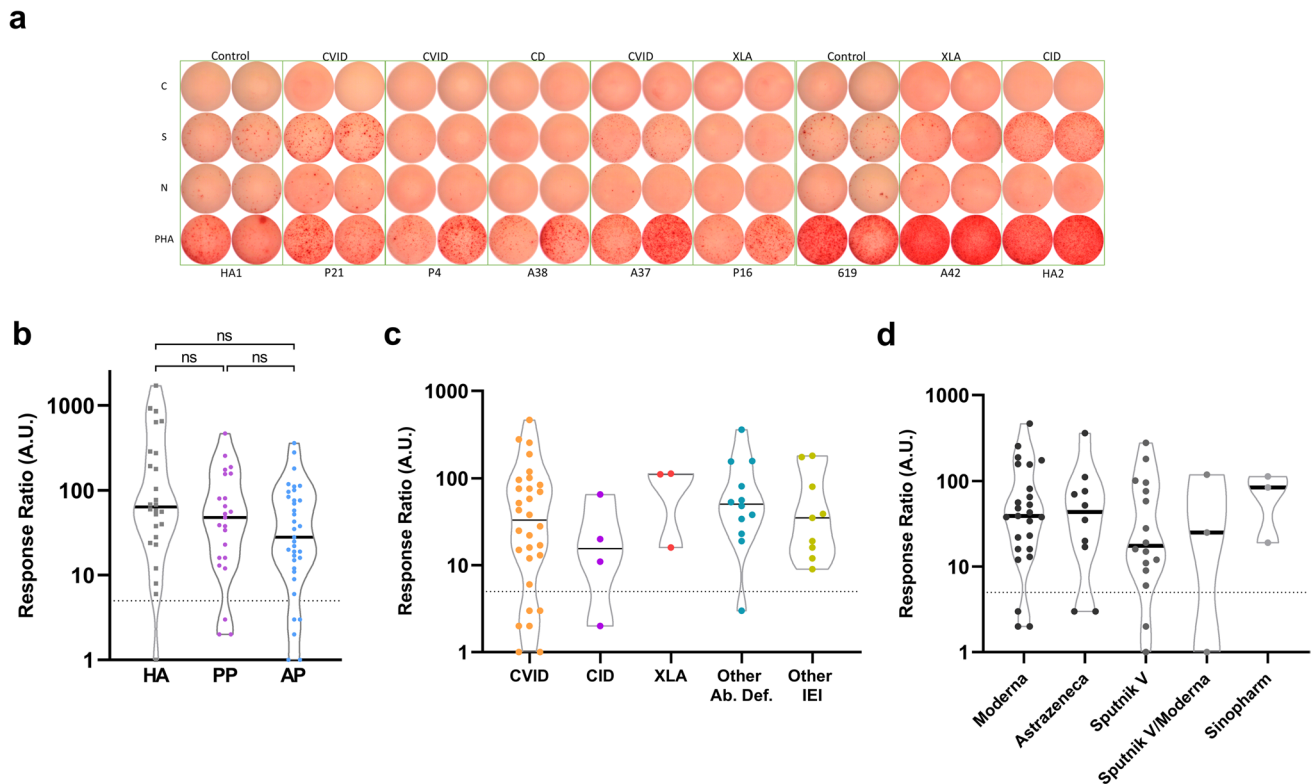 a
Control CVID CVID CD CVID XLA Control XLA CID
C
S
N
PHA
HA1 P21 P4 A38 A37 P16 619 A42 HA2
b
ns
ns ns
Response Ratio (A.U.)
1000
100
10
1
HA PP AP
c
Response Ratio (A.U.)
1000
100
10
1
CVID CID XLA Other Ab. Def. Other IEI
d
Response Ratio (A.U.)
1000
100
10
1
Moderna
Astrazeneca
Sputnik V
Sputnik V/Moderna
Sinopharm